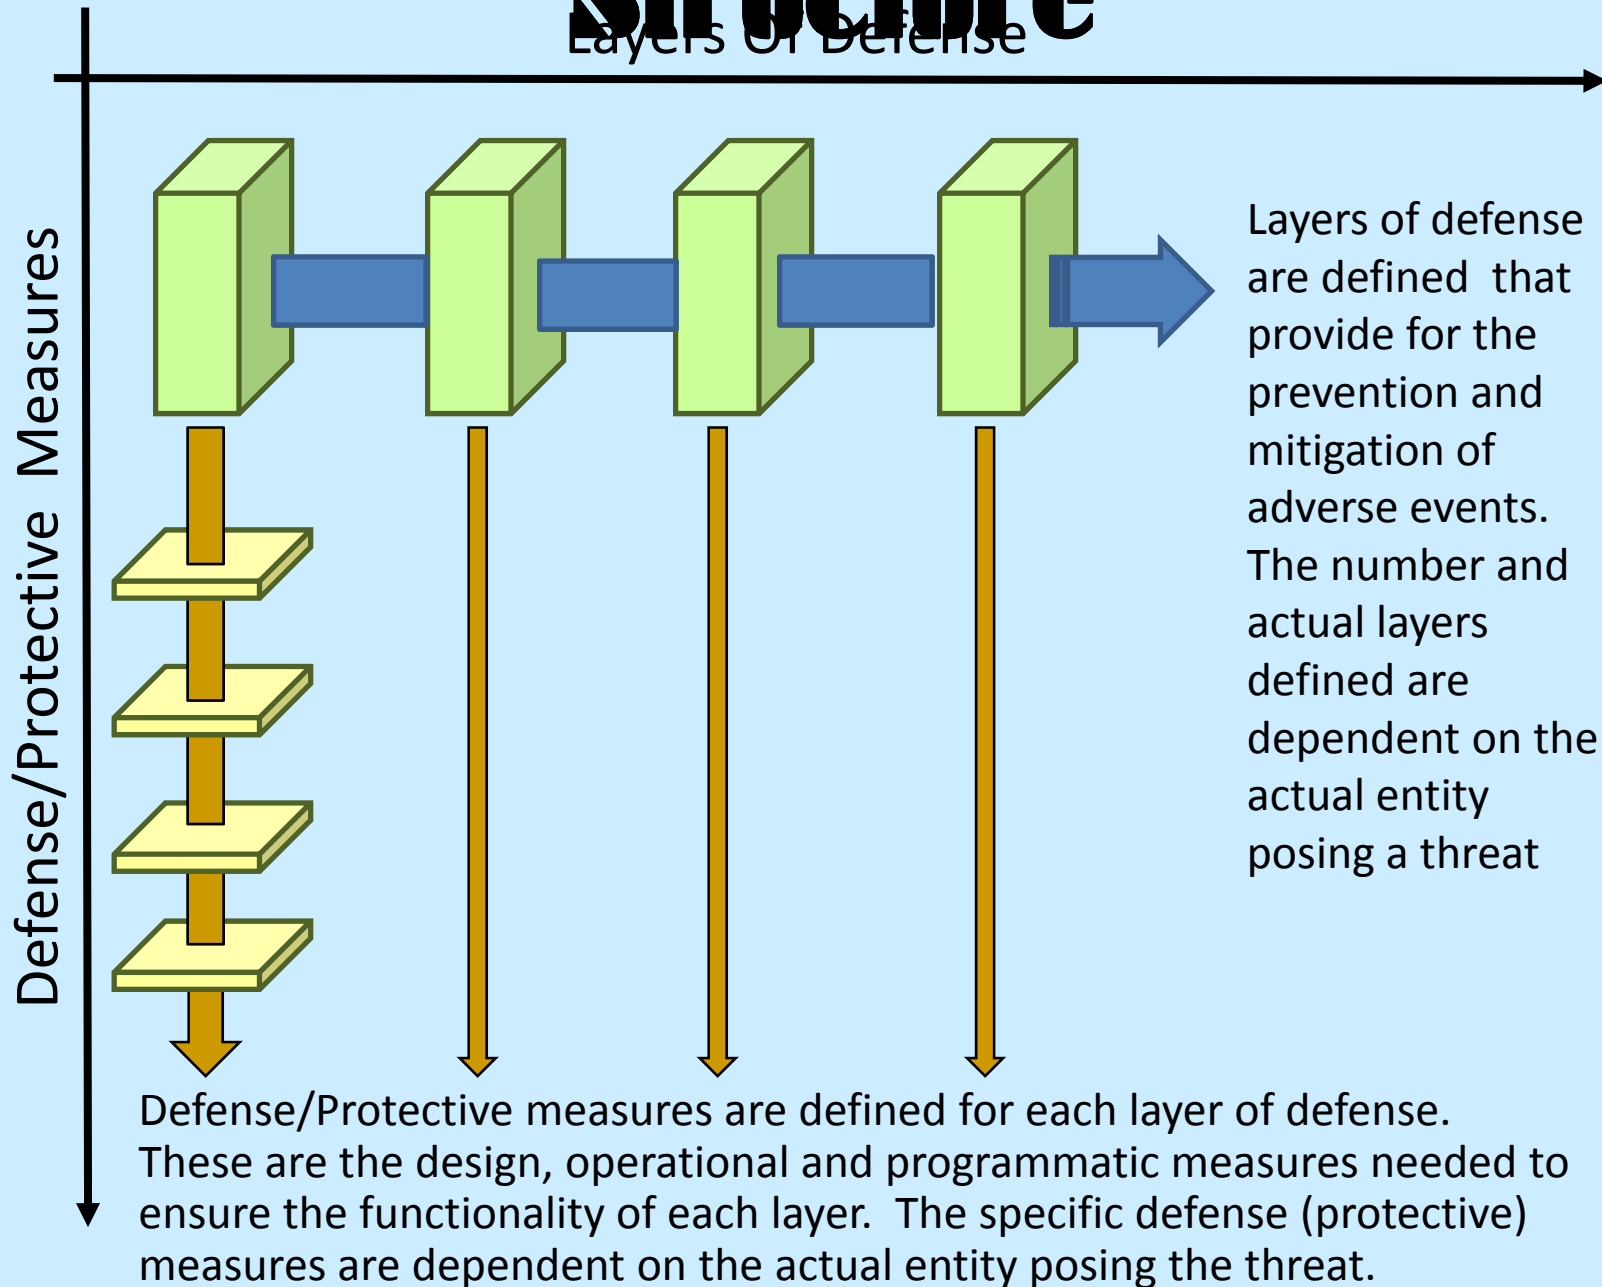 Structure
Layers Of Defense
Defense/Protective Measures
Layers of defense
are defined that
provide for the
prevention and
mitigation of
adverse events.
The number and
actual layers
defined are
dependent on the
actual entity
posing a threat
Defense/Protective measures are defined for each layer of defense.
These are the design, operational and programmatic measures needed to
ensure the functionality of each layer. The specific defense (protective)
measures are dependent on the actual entity posing the threat.